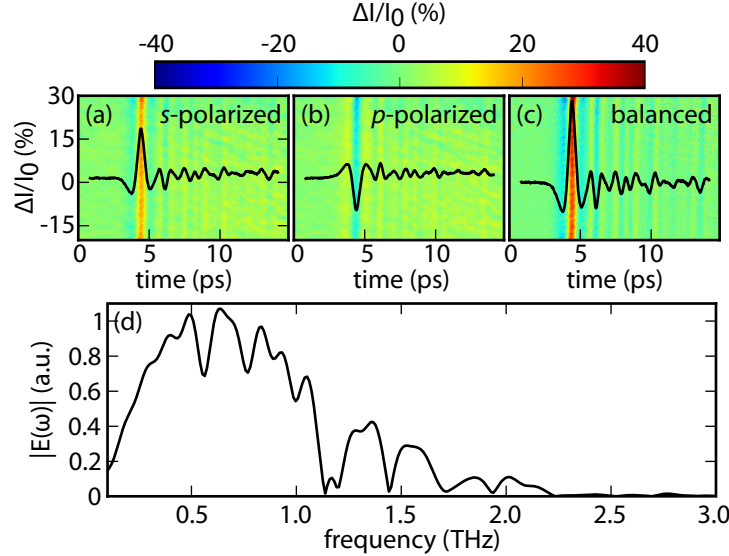 ΔI/I0 (%)
-40 -20 0 20 40
ΔI/I0 (%)
30
15
0
-15
(a) s-polarized
(b) p-polarized
(c) balanced
0 5 10
0 5 10
0 5 10
time (ps) time (ps) time (ps)
|E(ω)| (a.u.)
(d)
1
0.8
0.6
0.4
0.2
0
0.5 1.0 1.5 2.0 2.5 3.0
frequency (THz)